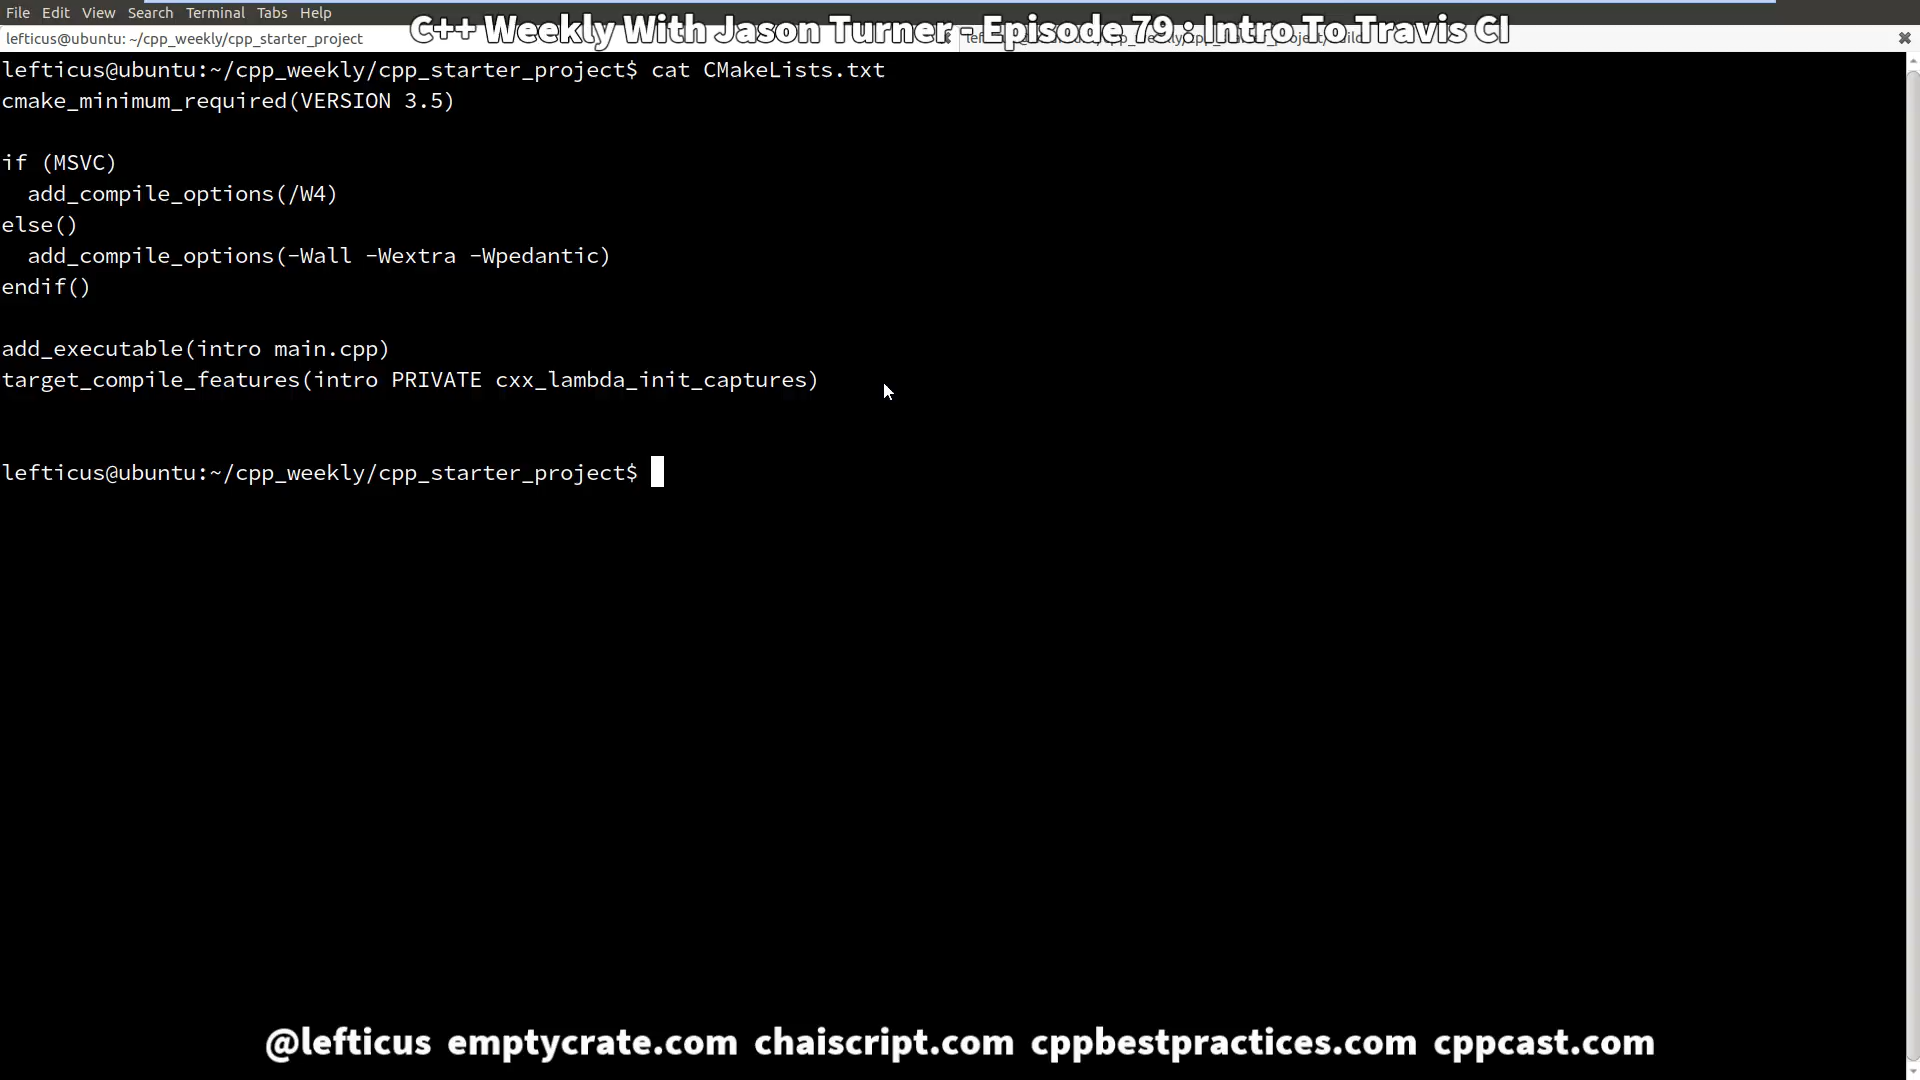 File Edit View Search Terminal Tabs Help
C++ Weekly With Jason Turner - Episode 79 : Intro To Travis CI
lefticus@ubuntu: ~/cpp_weekly/cpp_starter_project
lefticus@ubuntu:~/cpp_weekly/cpp_starter_project$ cat CMakeLists.txt
cmake_minimum_required(VERSION 3.5)
if (MSVC)
  add_compile_options(/W4)
else()
  add_compile_options(-Wall -Wextra -Wpedantic)
endif()
add_executable(intro main.cpp)
target_compile_features(intro PRIVATE cxx_lambda_init_captures)
lefticus@ubuntu:~/cpp_weekly/cpp_starter_project$
@lefticus emptycrate.com chaiscript.com cppbestpractices.com cppcast.com